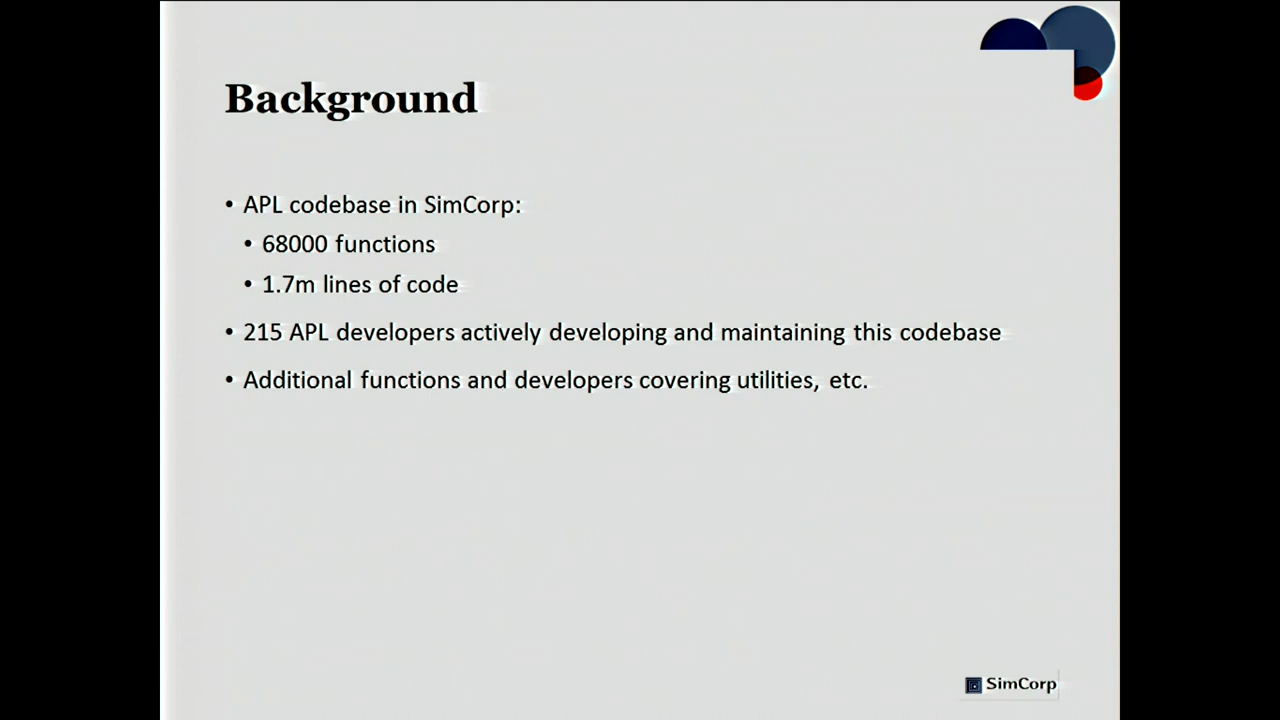 Background
• APL codebase in SimCorp:
• 68000 functions
• 1.7m lines of code
• 215 APL developers actively developing and maintaining this codebase
• Additional functions and developers covering utilities, etc.
SimCorp